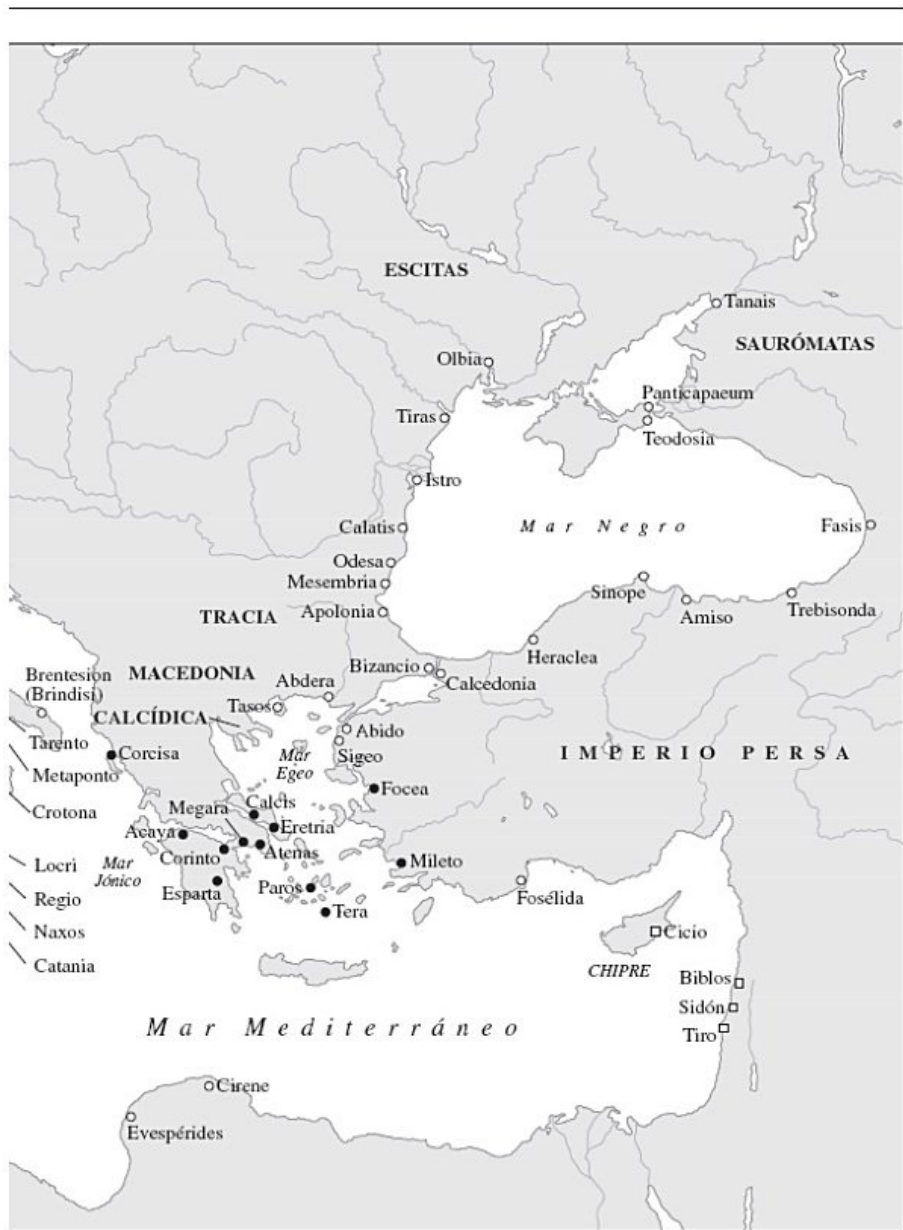 ESCITAS
Tanais
SAURÓMATAS
Olbia
Panticapaeum
Tiras
Teodosia
Istro
Mar Negro
Calatis
Fasis
Odesa
Mesembria
Sinope
Apolonia
Amiso
Trebisonda
TRACIA
Heraclea
Bizancio
MACEDONIA
Calcedonia
Brentesion
(Brindisi)
Abdera
Tasos
CALCÍDICA
Abido
Tarento
Corcisa
Mar
Egeo
Sigeo
IMPERIO PERSA
Metaponto
Focea
Crotona
Megara
Calcis
Acaya
Eretria
Corinto
Atenas
Locri
Mar
Jónico
Mileto
Regio
Esparta
Paros
Fosélida
Naxos
Tera
Cicio
Catania
CHIPRE
Biblos
Sidón
Mar Mediterráneo
Tiro
Cirene
Evespérides